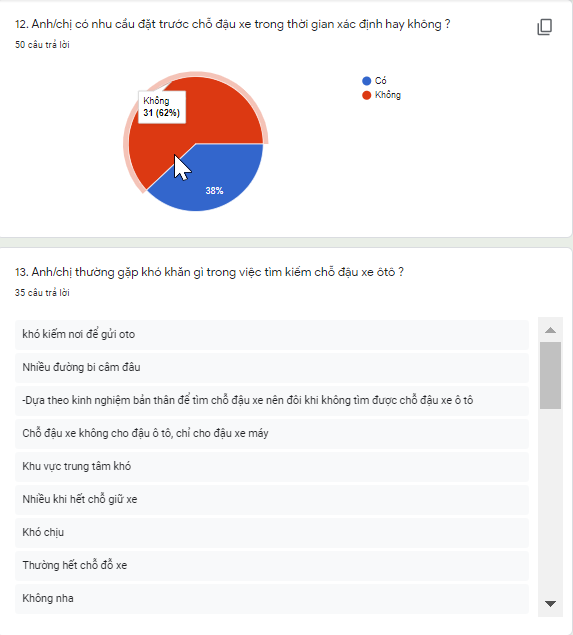 12. Anh/chị có nhu cầu đặt trước chỗ đậu xe trong thời gian xác định hay không ?
50 câu trả lời
Có
Không
Không
31 (62%)
38%
13. Anh/chị thường gặp khó khăn gì trong việc tìm kiếm chỗ đậu xe ôtô ?
35 câu trả lời
khó kiếm nơi để gửi oto
Nhiều đường bi câm đâu
-Dựa theo kinh nghiệm bản thân để tìm chỗ đậu xe nên đôi khi không tìm được chỗ đậu xe ô tô
Chỗ đậu xe không cho đậu ô tô, chỉ cho đậu xe máy
Khu vực trung tâm khó
Nhiều khi hết chỗ giữ xe
Khó chịu
Thường hết chỗ đỗ xe
Không nha